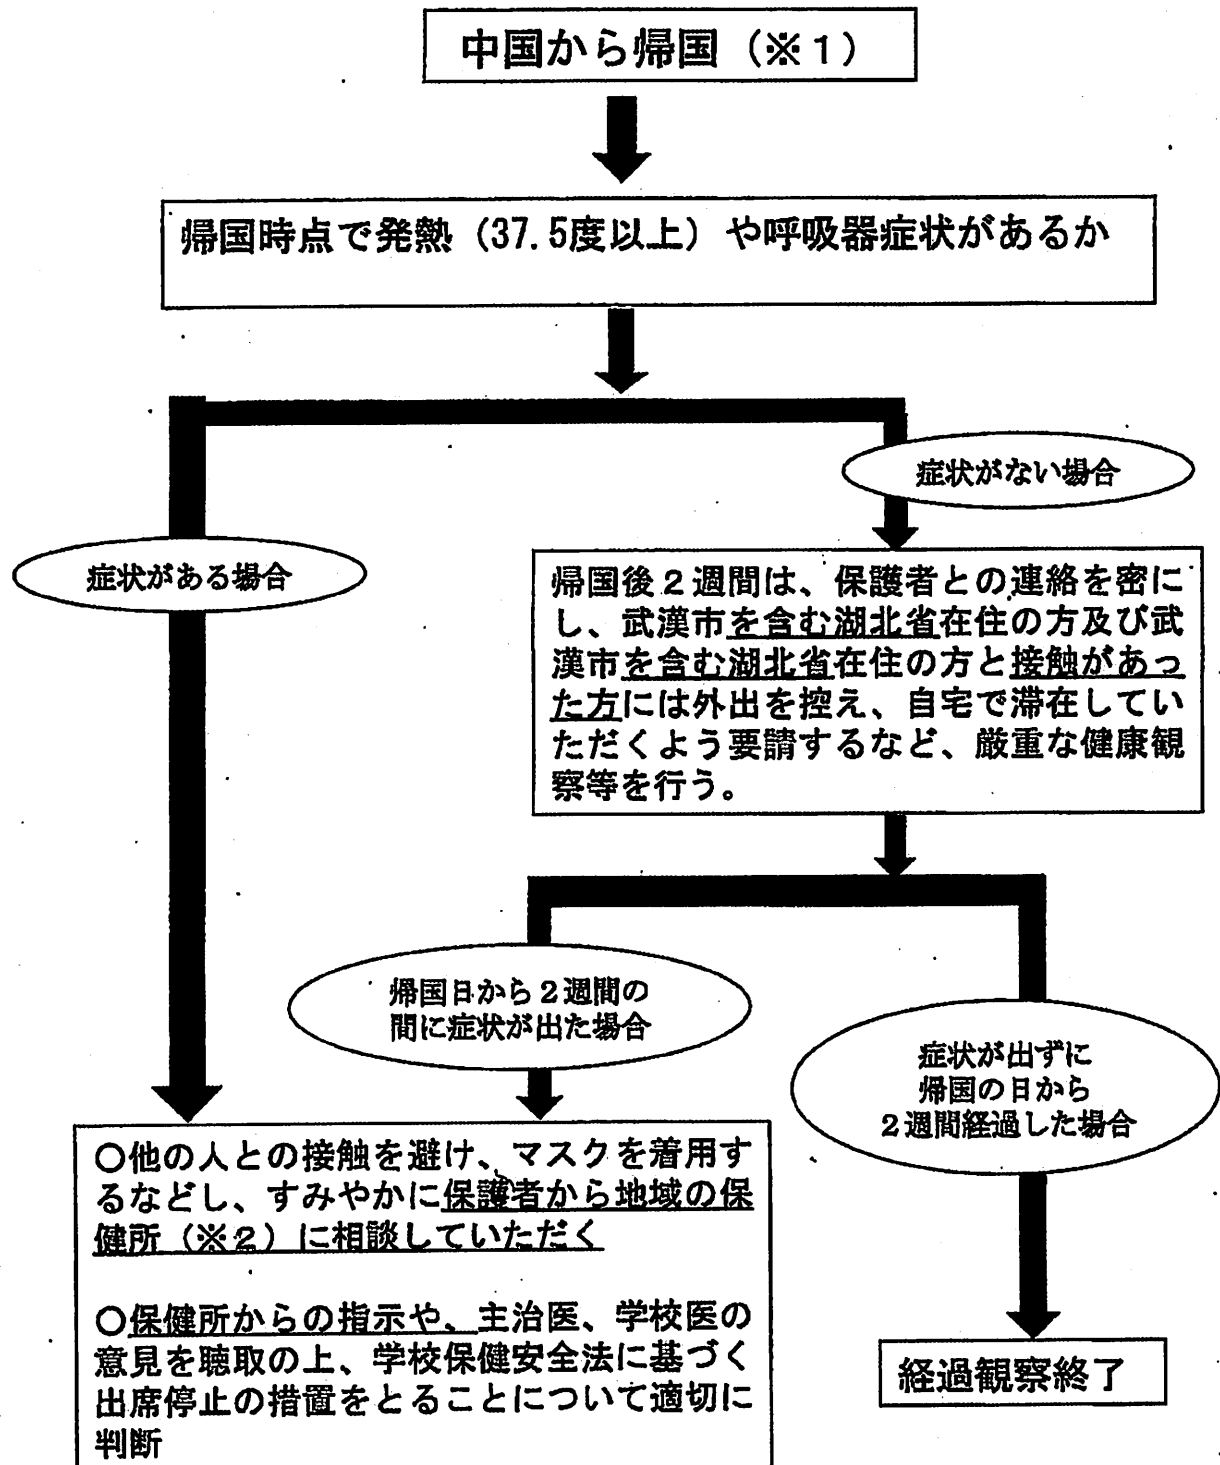 中国から帰国（※１）
帰国時点で発熱（37.5度以上）や呼吸器症状があるか
症状がない場合
症状がある場合
帰国後２週間は、保護者との連絡を密に
し、武漢市を含む湖北省在住の方及び武
漢市を含む湖北省在住の方と接触があっ
た方には外出を控え、自宅で滞在してい
ただくよう要請するなど、厳重な健康観
察等を行う。
帰国日から２週間の
間に症状が出た場合
症状が出ずに
帰国の日から
２週間経過した場合
○他の人との接触を避け、マスクを着用す
るなどし、すみやかに保護者から地域の保
健所（※２）に相談していただく
○保健所からの指示や、主治医、学校医の
意見を聴取の上、学校保健安全法に基づく
出席停止の措置をとることについて適切に
判断
経過観察終了